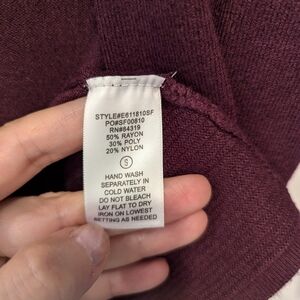 STYLE#E611810SF
PO#SF00810
RN#84319
50% RAYON
30% POLY
20% NYLON
S
HAND WASH
SEPARATELY IN
COLD WATER
DO NOT BLEACH
LAY FLAT TO DRY
IRON ON LOWEST
SETTING AS NEEDED